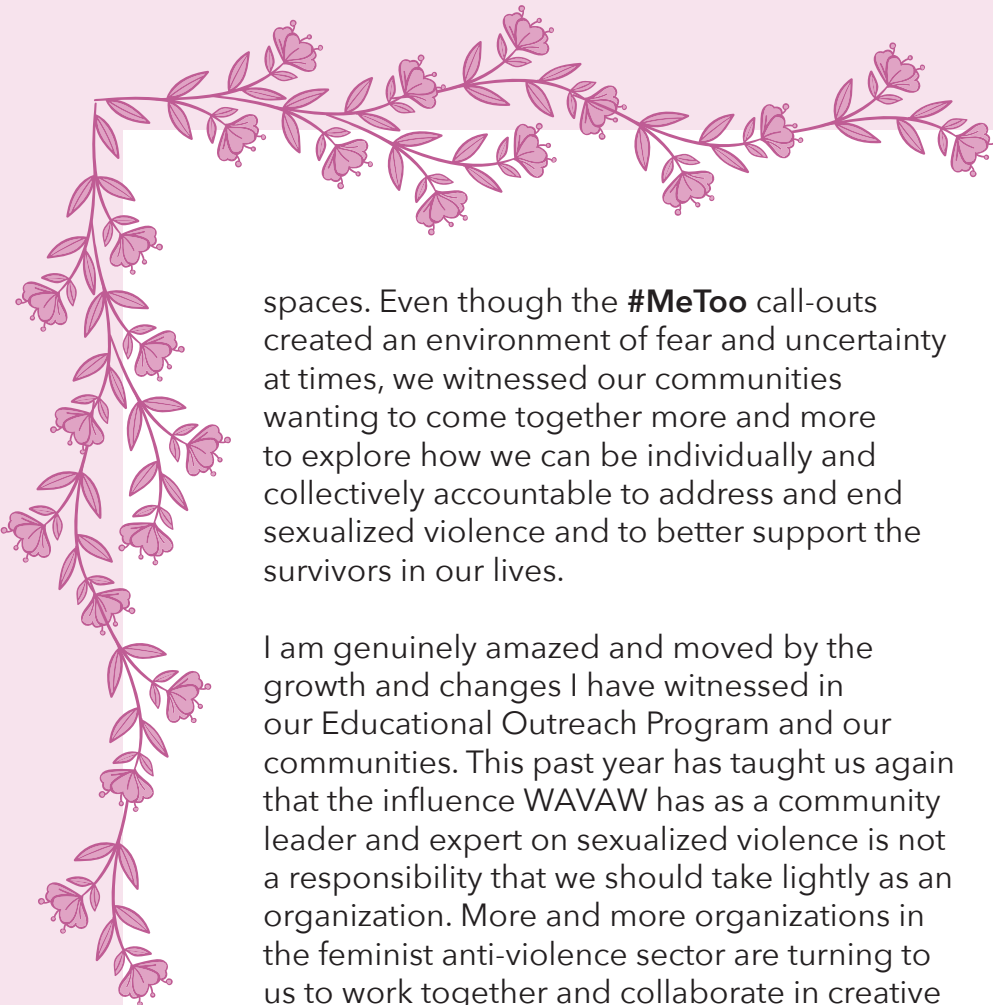 spaces. Even though the #MeToo call-outs
created an environment of fear and uncertainty
at times, we witnessed our communities
wanting to come together more and more
to explore how we can be individually and
collectively accountable to address and end
sexualized violence and to better support the
survivors in our lives.
I am genuinely amazed and moved by the
growth and changes I have witnessed in
our Educational Outreach Program and our
communities. This past year has taught us again
that the influence WAVAW has as a community
leader and expert on sexualized violence is not
a responsibility that we should take lightly as an
organization. More and more organizations in
the feminist anti-violence sector are turning to
us to work together and collaborate in creative